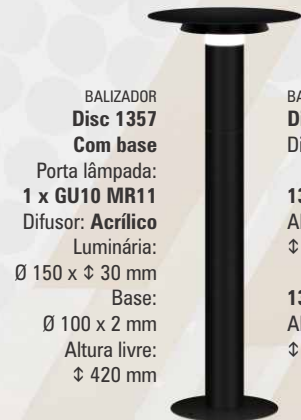 BALIZADOR
Disc 1357
Com base
Porta lâmpada:
1 x GU10 MR11
Difusor: Acrílico
Luminária:
Ø 150 x ⇕ 30 mm
Base:
Ø 100 x 2 mm
Altura livre:
⇕ 420 mm